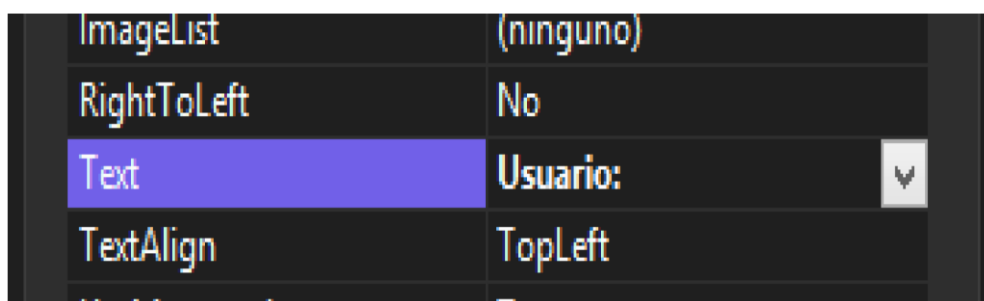 ImageList (ninguno)
RightToLeft No
Text Usuario:
TextAlign TopLeft